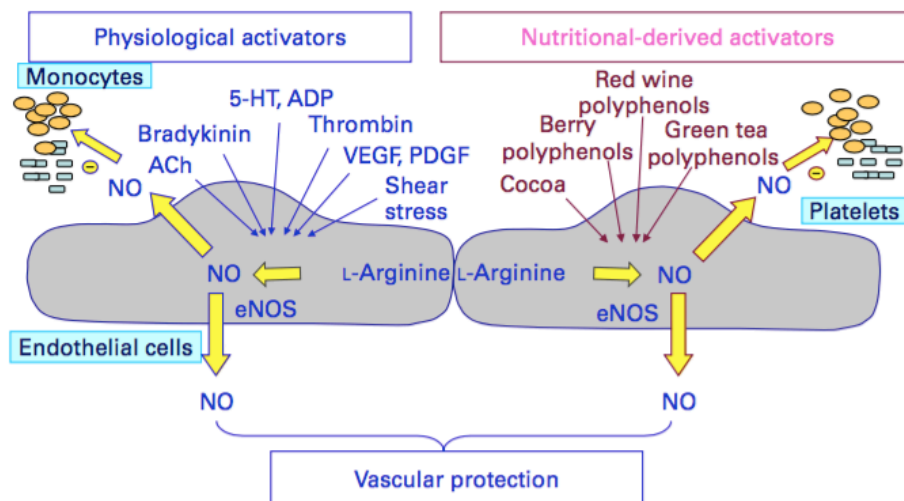 Physiological activators
Nutritional-derived activators
Monocytes
5-HT, ADP
Bradykinin
Thrombin
ACh
VEGF, PDGF
Shear
stress
NO
NO
L-Arginine
eNOS
Endothelial cells
NO
Red wine
polyphenols
Berry
polyphenols
Green tea
polyphenols
Cocoa
NO
Platelets
L-Arginine
NO
eNOS
NO
Vascular protection